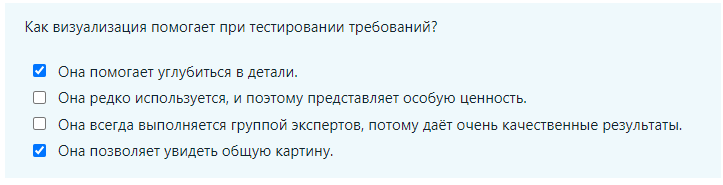 Как визуализация помогает при тестировании требований?
Она помогает углубиться в детали.
Она редко используется, и поэтому представляет особую ценность.
Она всегда выполняется группой экспертов, потому даёт очень качественные результаты.
Она позволяет увидеть общую картину.